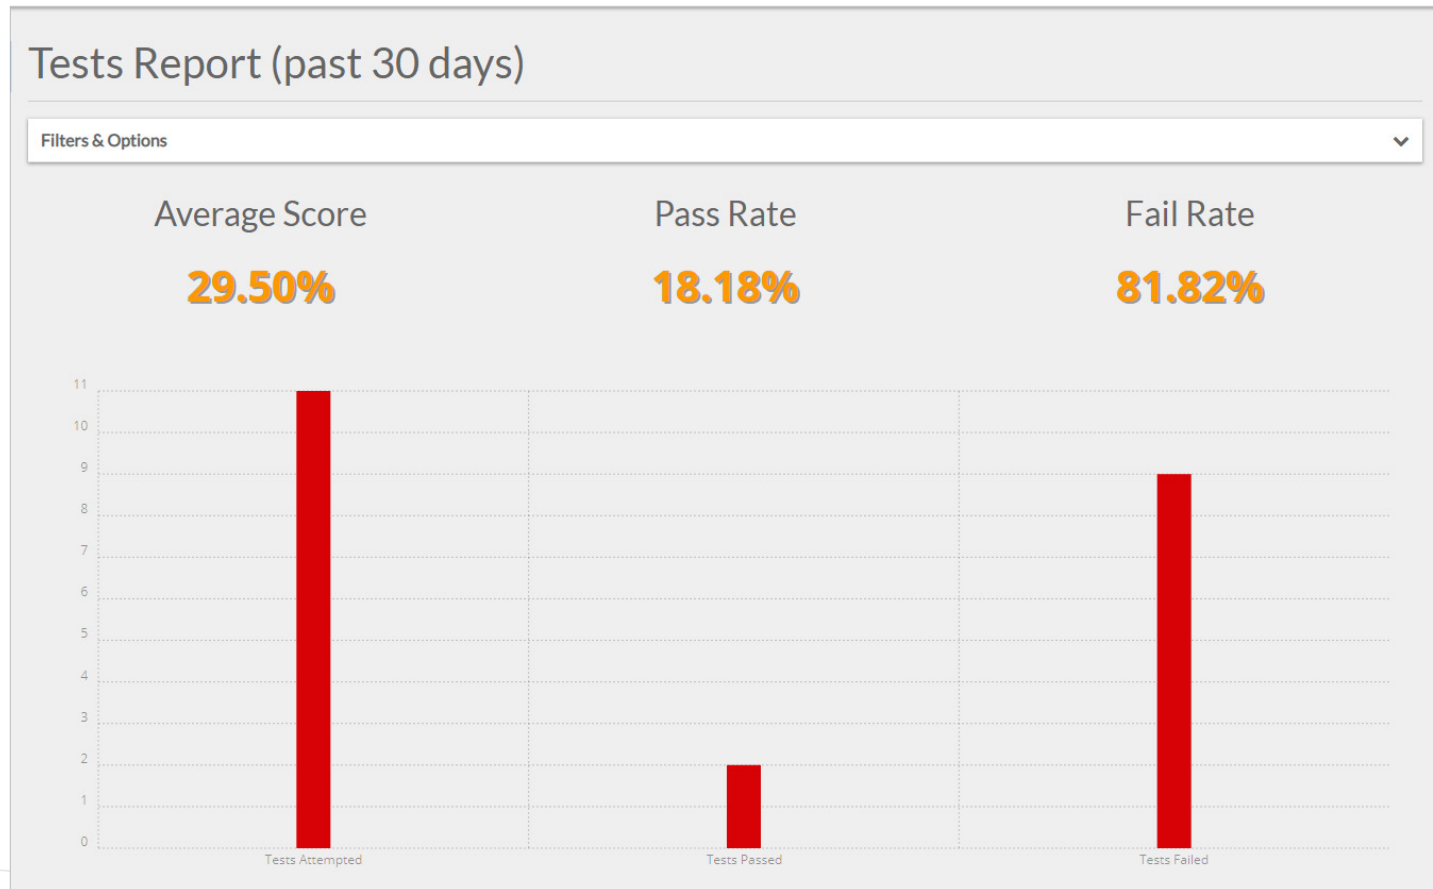 Tests Report (past 30 days)
Filters & Options
Average Score
Pass Rate
Fail Rate
29.50%
18.18%
81.82%
11
10
9
8
7
6
5
4
3
2
1
0
Tests Attempted
Tests Passed
Tests Failed